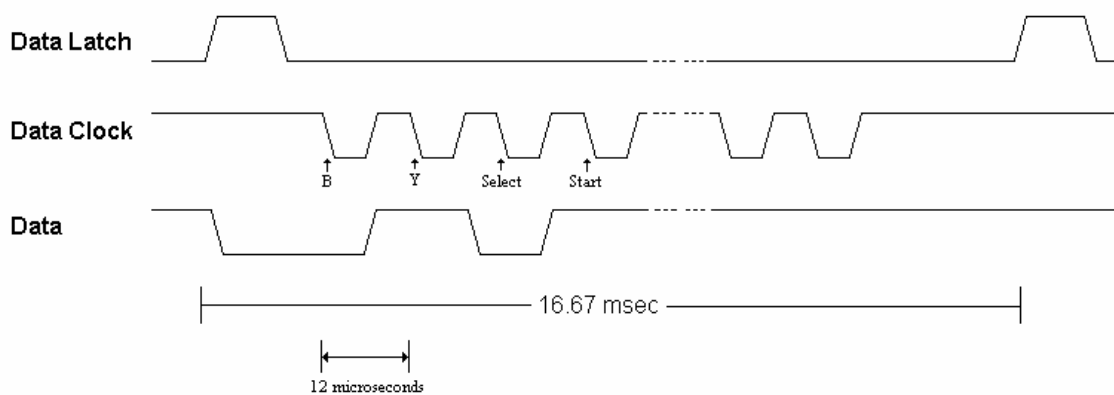 Data Latch
Data Clock
B
Y
Select
Start
Data
16.67 msec
12 microseconds